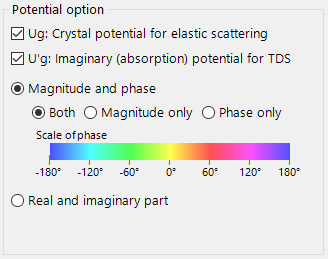 Potential option
Ug: Crystal potential for elastic scattering
U'g: Imaginary (absorption) potential for TDS
Magnitude and phase
Both Magnitude only Phase only
Scale of phase
-180° -120° -60° 0° 60° 120° 180°
Real and imaginary part